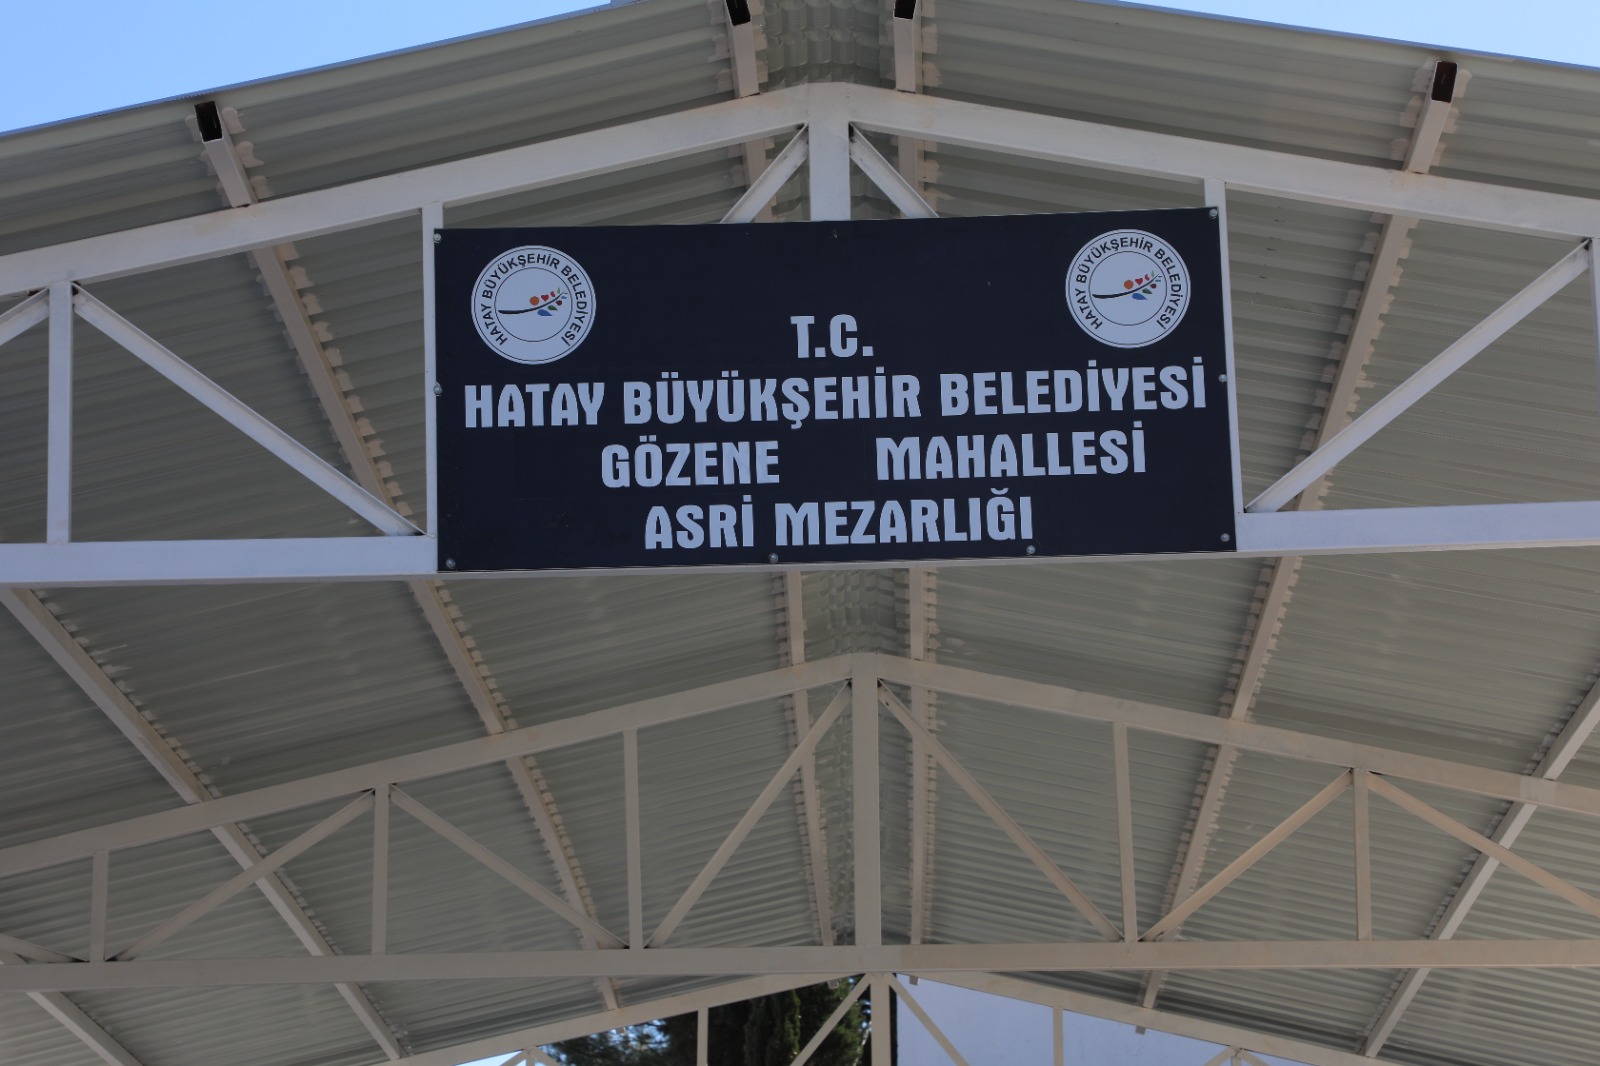 HATAY BÜYÜKŞEHİR BELEDİYESİ
HATAY BÜYÜKŞEHİR BELEDİYESİ
T.C.
HATAY BÜYÜKŞEHİR BELEDİYESİ
GÖZENE MAHALLESİ
ASRİ MEZARLIĞI